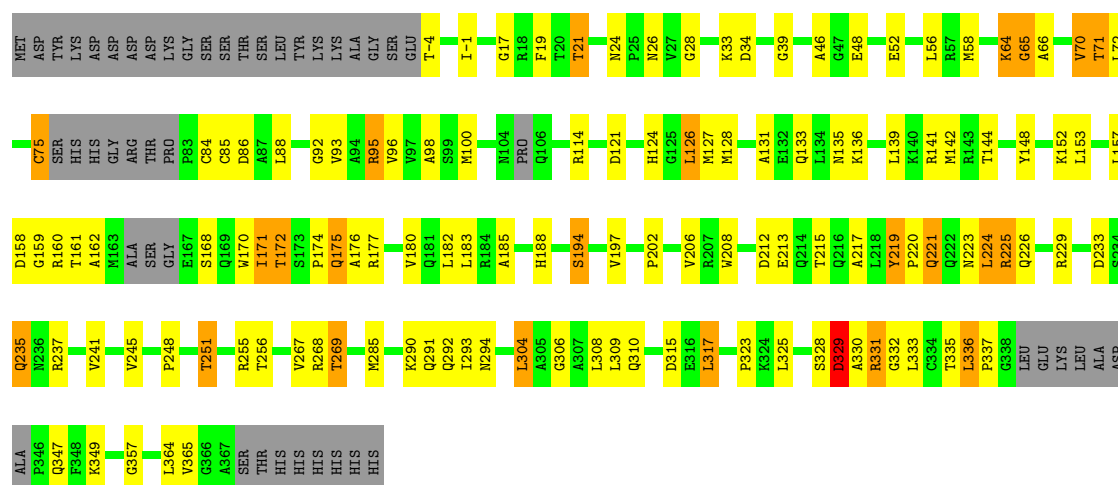 MET ASP TYR LYS ASP ASP ASP ASP LYS GLY SER SER THR SER LEU TYR LYS LYS ALA GLY SER GLU T-4 I-1 G17 R18 F19 T20 T21 N24 P25 N26 V27 G28 K33 D34 G39 A46 G47 E48 E52 L56 R57 M58 K64 G65 A66 V70 T71 L72
C75 SER HIS HIS GLY ARG THR PRO P83 C84 C85 D86 A87 L88 G92 V93 A94 R95 V96 V97 A98 S99 M100 N104 PRO Q106 R114 D121 H124 G125 L126 M127 M128 A131 E132 Q133 L134 N135 K136 L139 K140 R141 M142 R143 T144 Y148 K152 L153 L157
D158 G159 R160 T161 A162 M163 ALA SER GLY E167 S168 Q169 W170 I171 T172 S173 P174 Q175 A176 R177 V180 Q181 L182 L183 R184 A185 H188 S194 V197 P202 V206 R207 W208 D212 E213 Q214 T215 Q216 A217 L218 Y219 P220 Q221 Q222 N223 L224 R225 Q226 R229 D233 S234
Q235 N236 R237 V241 V245 P248 T251 R255 T256 V267 R268 T269 M285 K290 Q291 Q292 I293 N294 L304 A305 G306 A307 L308 L309 Q310 D315 E316 L317 P323 K324 L325 S328 D329 A330 R331 G332 L333 C334 T335 L336 P337 G338 LEU GLU LYS LEU ALA ASP
ALA P346 Q347 F348 K349 G357 L364 V365 G366 A367 SER THR HIS HIS HIS HIS HIS HIS